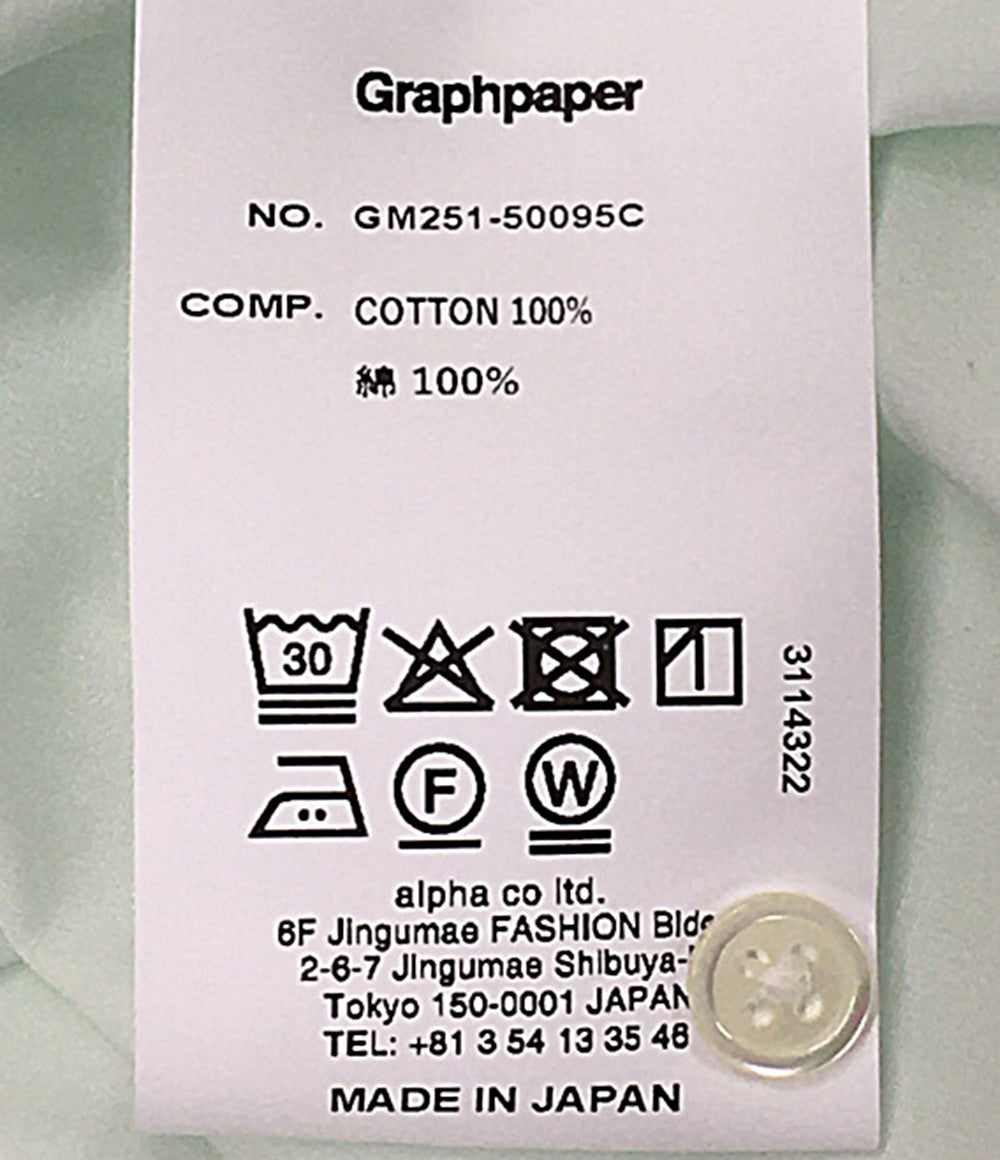 Graphpaper
NO. GM251-50095C
COMP. COTTON 100%
綿 100%
30
3114322
F
W
alpha co ltd.
6F Jingumae FASHION
2-6-7 Jingumae Shibuya-
Tokyo 150-0001 JAPAN
TEL: +81 3 54 13 35 46
MADE IN JAPAN